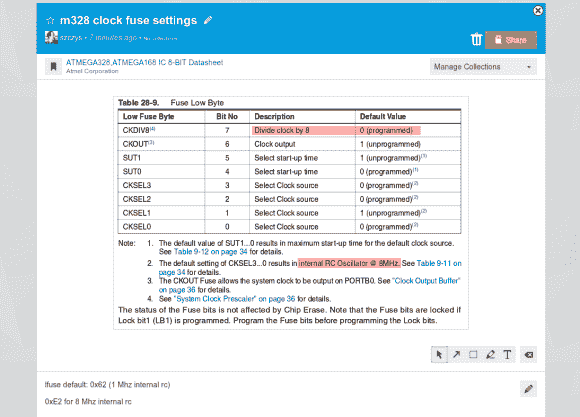 m328 clock fuse settings
szczys • 7 minutes ago •
Share
ATMEGA328,ATMEGA168 IC 8-BIT Datasheet
Atmel Corporation
Manage Collections
Table 28-9. Fuse Low Byte
Low Fuse Byte Bit No Description Default Value
CKDIV8(4) 7 Divide clock by 8 0 (programmed)
CKOUT(3) 6 Clock output 1 (unprogrammed)
SUT1 5 Select start-up time 1 (unprogrammed)(1)
SUT0 4 Select start-up time 0 (programmed)(1)
CKSEL3 3 Select Clock source 0 (programmed)(2)
CKSEL2 2 Select Clock source 0 (programmed)(2)
CKSEL1 1 Select Clock source 1 (unprogrammed)(2)
CKSEL0 0 Select Clock source 0 (programmed)(2)
Note: 1. The default value of SUT1...0 results in maximum start-up time for the default clock source.
See Table 9-12 on page 34 for details.
2. The default setting of CKSEL3...0 results in internal RC Oscillator @ 8MHz. See Table 9-11 on
page 34 for details.
3. The CKOUT Fuse allows the system clock to be output on PORTB0. See "Clock Output Buffer"
on page 36 for details.
4. See "System Clock Prescaler" on page 36 for details.
The status of the Fuse bits is not affected by Chip Erase. Note that the Fuse bits are locked if
Lock bit1 (LB1) is programmed. Program the Fuse bits before programming the Lock bits.
T
lfuse default: 0x62 (1 Mhz internal rc)
0xE2 for 8 Mhz internal rc